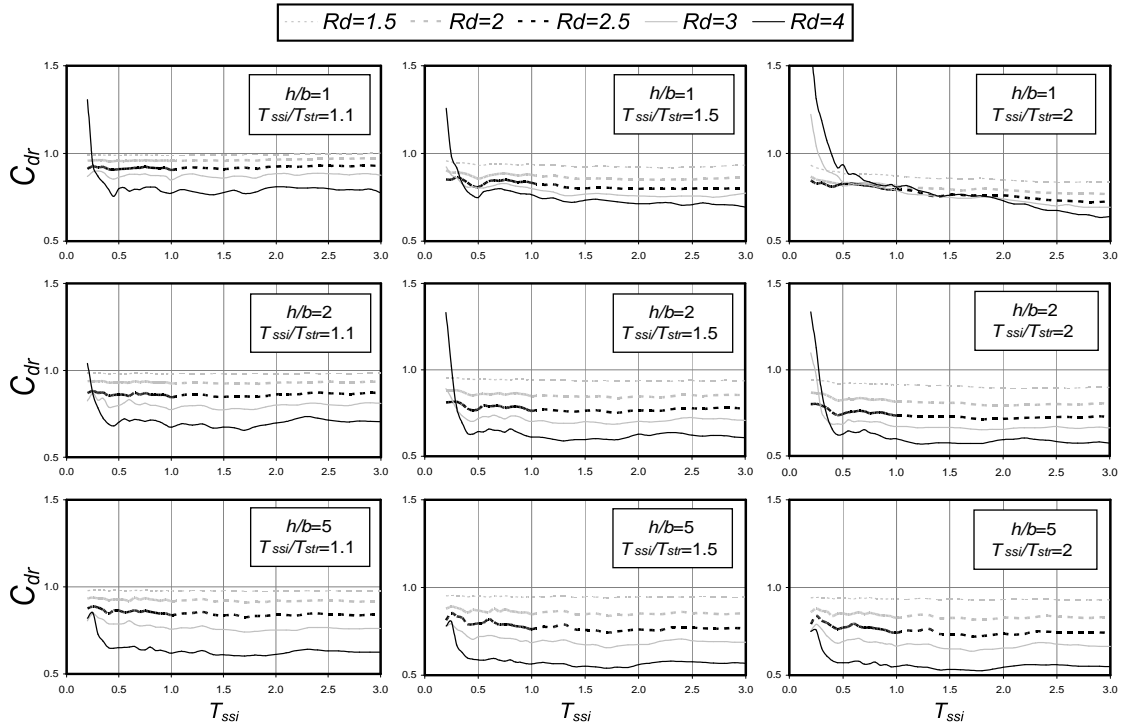 Rd=1.5 Rd=2 Rd=2.5 Rd=3 Rd=4
1.5 1.5 1.5
h/b=1 h/b=1 h/b=1
Tssi/Tstr=1.1 Tssi/Tstr=1.5 Tssi/Tstr=2
Cdr 1.0 1.0 1.0
0.5 0.5 0.5
0.0 0.5 1.0 1.5 2.0 2.5 3.0 0.0 0.5 1.0 1.5 2.0 2.5 3.0 0.0 0.5 1.0 1.5 2.0 2.5 3.0
1.5 1.5 1.5
h/b=2 h/b=2 h/b=2
Tssi/Tstr=1.1 Tssi/Tstr=1.5 Tssi/Tstr=2
Cdr 1.0 1.0 1.0
0.5 0.5 0.5
0.0 0.5 1.0 1.5 2.0 2.5 3.0 0.0 0.5 1.0 1.5 2.0 2.5 3.0 0.0 0.5 1.0 1.5 2.0 2.5 3.0
1.5 1.5 1.5
h/b=5 h/b=5 h/b=5
Tssi/Tstr=1.1 Tssi/Tstr=1.5 Tssi/Tstr=2
Cdr 1.0 1.0 1.0
0.5 0.5 0.5
0.0 0.5 1.0 1.5 2.0 2.5 3.0 0.0 0.5 1.0 1.5 2.0 2.5 3.0 0.0 0.5 1.0 1.5 2.0 2.5 3.0
Tssi Tssi Tssi